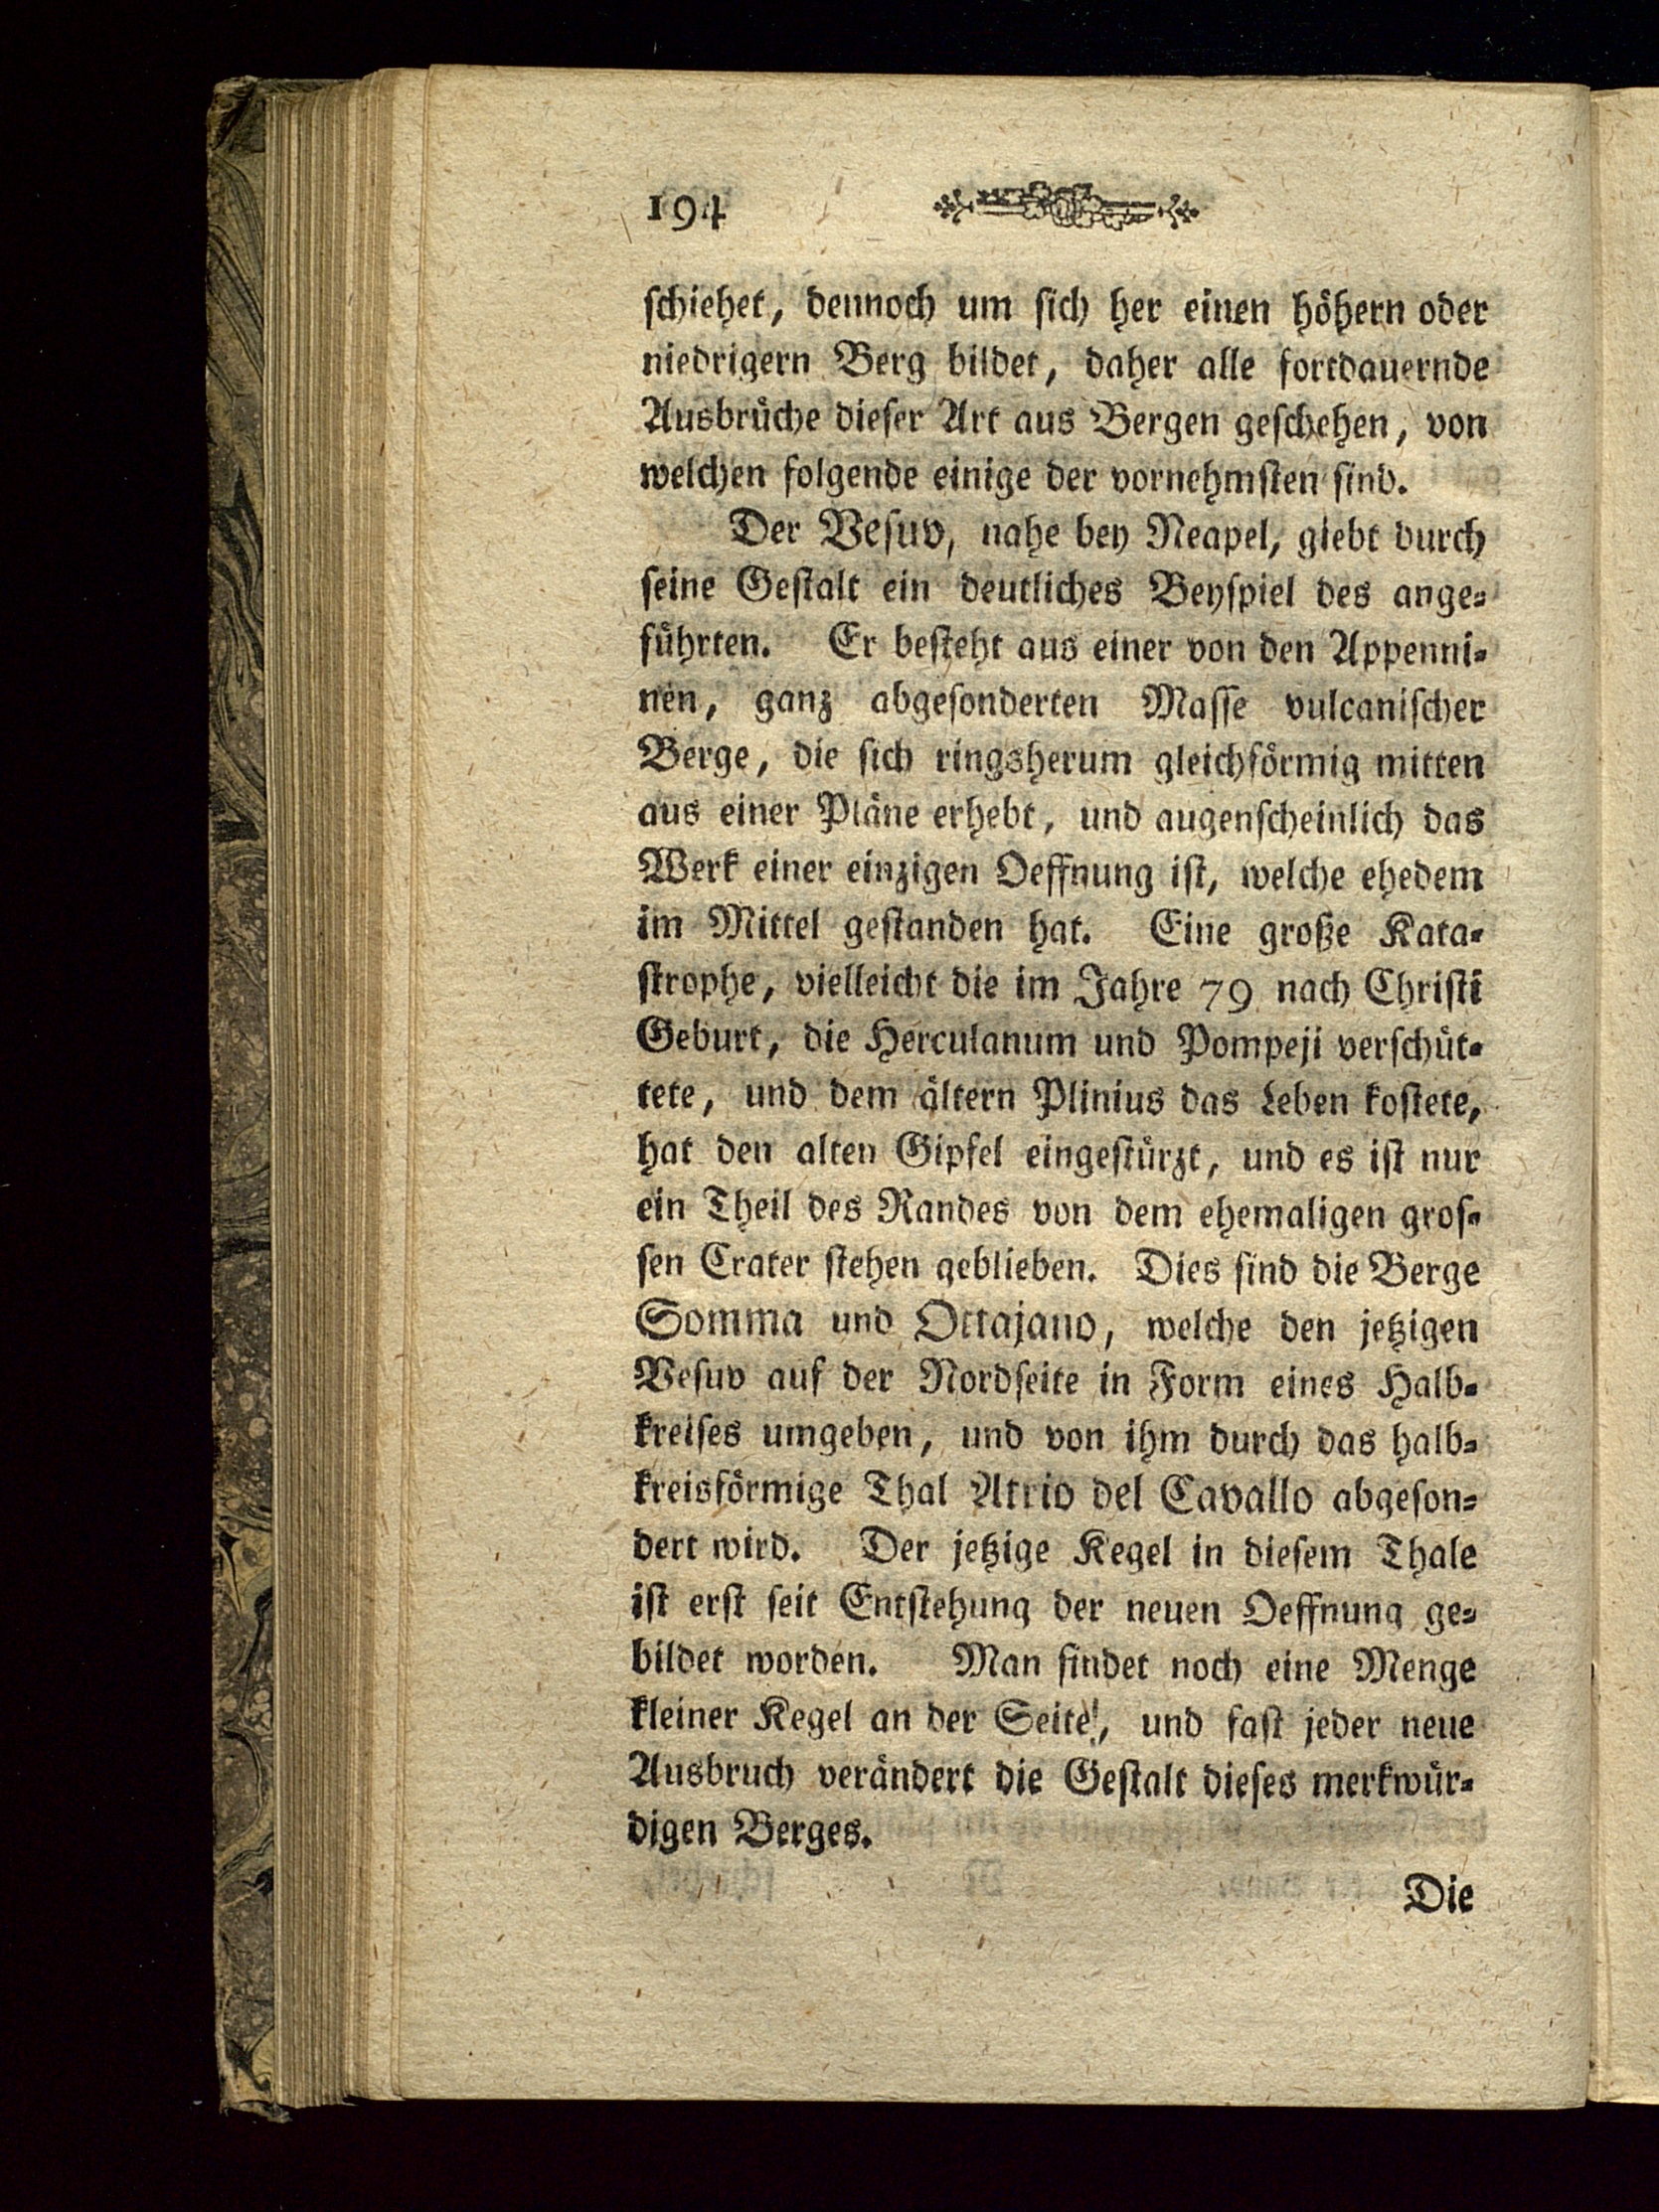 194
schiehet, dennoch um sich her einen höhern oder
niedrigern Berg bildet, daher alle fortdauernde
Ausbrüche dieser Art aus Bergen geschehen, von
welchen folgende einige der vornehmsten sind.
Der Vesuv, nahe bey Neapel, giebt durch
seine Gestalt ein deutliches Beyspiel des ange-
führten. Er besteht aus einer von den Appenni-
nen, ganz abgesonderten Masse vulcanischer
Berge, die sich ringsherum gleichförmig mitten
aus einer Pläne erhebt, und augenscheinlich das
Werk einer einzigen Oeffnung ist, welche ehedem
im Mittel gestanden hat. Eine große Kata-
strophe, vielleicht die im Jahre 79 nach Christi
Geburt, die Herculanum und Pompeji verschüt-
tete, und dem ältern Plinius das Leben kostete,
hat den alten Gipfel eingestürzt, und es ist nur
ein Theil des Randes von dem ehemaligen gros-
sen Crater stehen geblieben. Dies sind die Berge
Somma und Ottajano, welche den jetzigen
Vesuv auf der Nordseite in Form eines Halb-
kreises umgeben, und von ihm durch das halb-
kreisförmige Thal Atrio del Cavallo abgeson-
dert wird. Der jetzige Kegel in diesem Thale
ist erst seit Entstehung der neuen Oeffnung ge-
bildet worden. Man findet noch eine Menge
kleiner Kegel an der Seite, und fast jeder neue
Ausbruch verändert die Gestalt dieses merkwür-
digen Berges.
Die